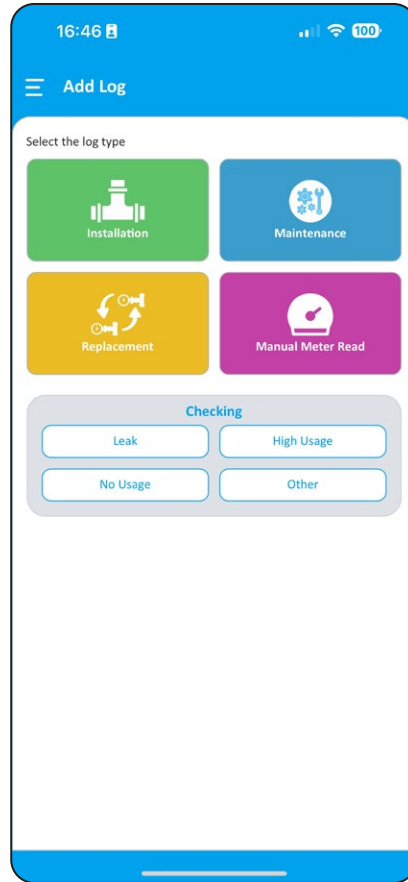 16:46
100
Add Log
Select the log type
Installation
Maintenance
Replacement
Manual Meter Read
Checking
Leak
High Usage
No Usage
Other